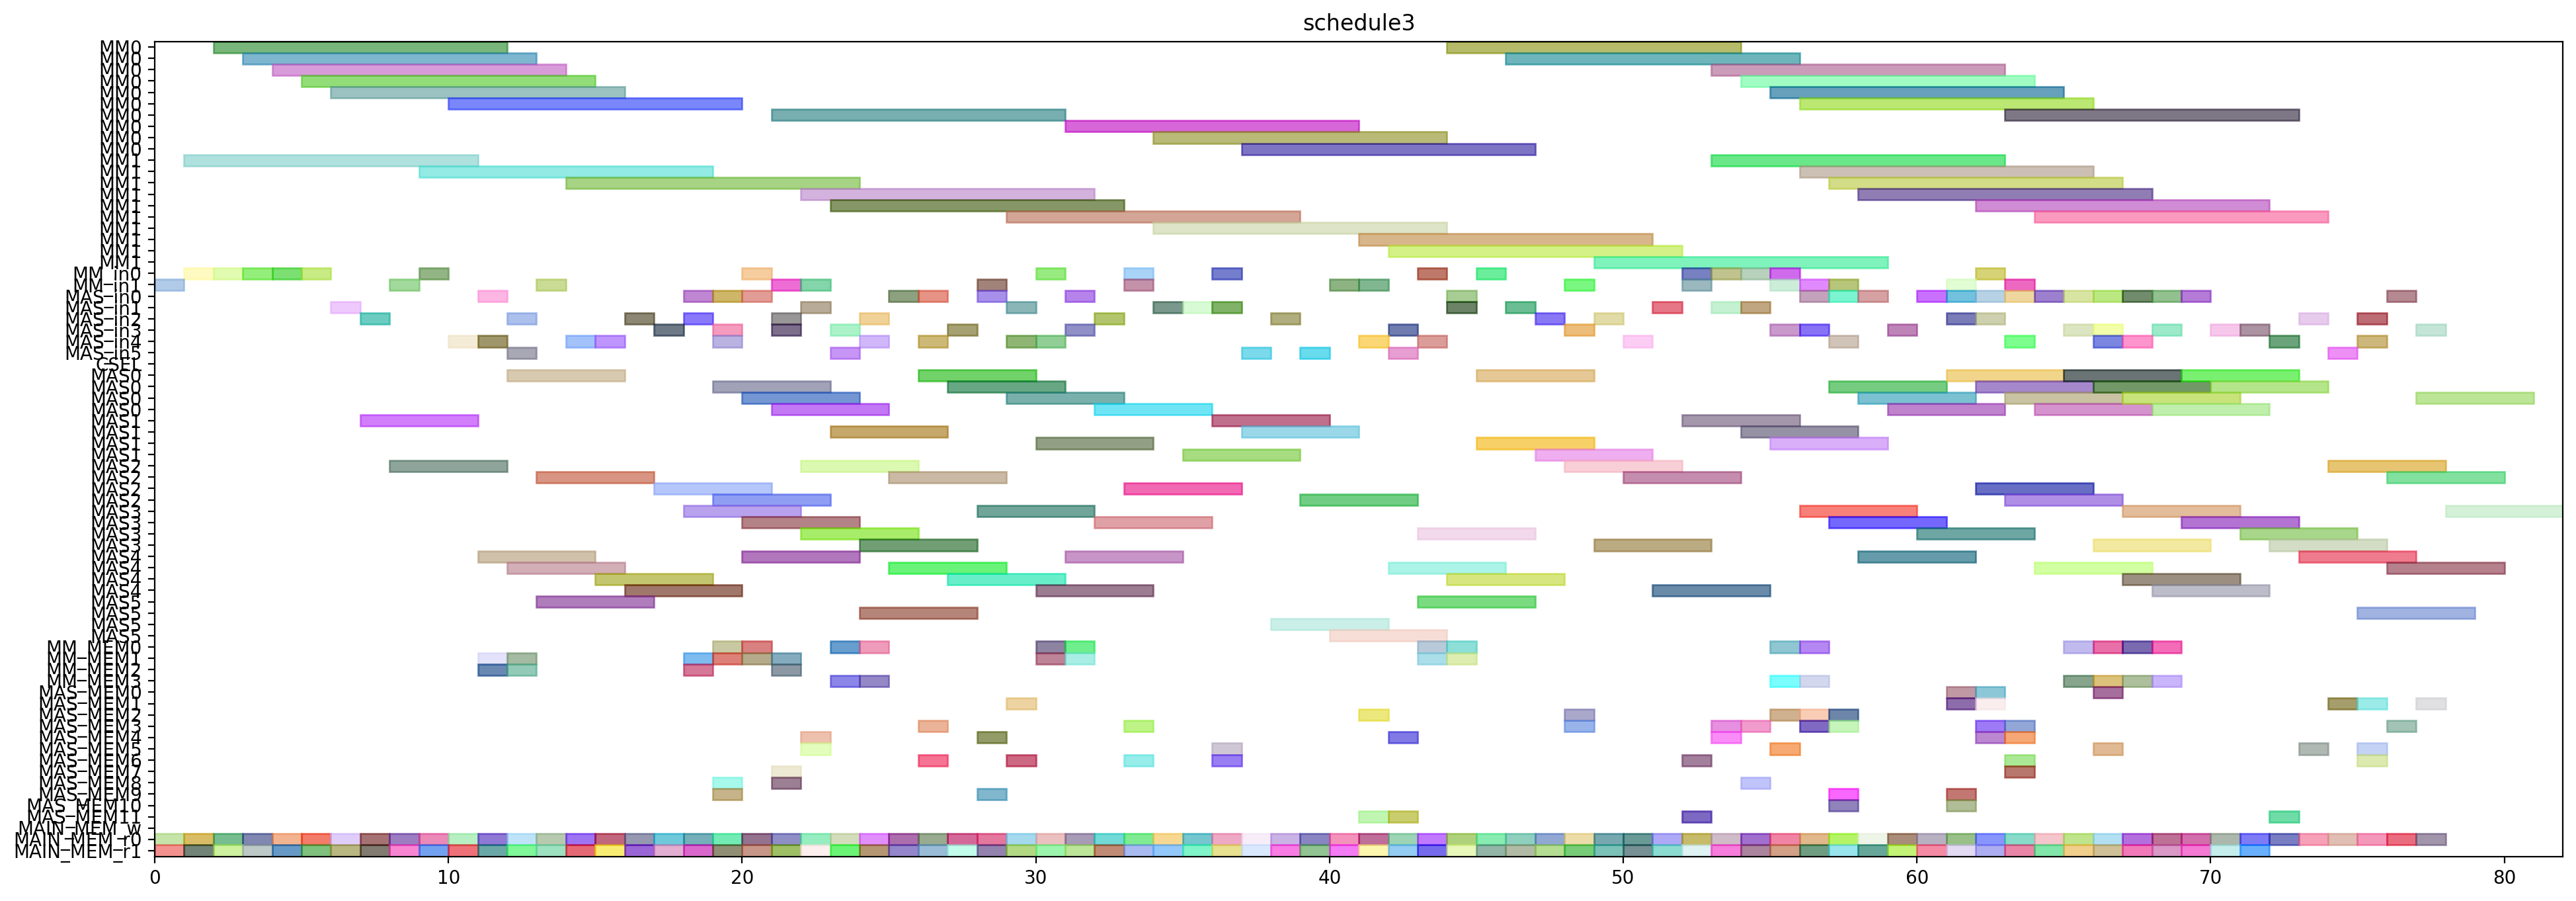 schedule3
MM0
MM0
MM0
MM0
MM0
MM0
MM0
MM0
MM0
MM0
MM1
MM1
MM1
MM1
MM1
MM1
MM1
MM1
MM1
MM1
MM_in0
MM_in1
MAS_in0
MAS_in1
MAS_in2
MAS_in3
MAS_in4
MAS_in5
CSEL
MAS0
MAS0
MAS0
MAS0
MAS1
MAS1
MAS1
MAS1
MAS2
MAS2
MAS2
MAS2
MAS3
MAS3
MAS3
MAS3
MAS4
MAS4
MAS4
MAS4
MAS5
MAS5
MAS5
MAS5
MM_MEM0
MM_MEM1
MM_MEM2
MM_MEM3
MAS_MEM0
MAS_MEM1
MAS_MEM2
MAS_MEM3
MAS_MEM4
MAS_MEM5
MAS_MEM6
MAS_MEM7
MAS_MEM8
MAS_MEM9
MAS_MEM10
MAS_MEM11
MAIN_MEM_w
MAIN_MEM_r0
MAIN_MEM_r1
0 10 20 30 40 50 60 70 80